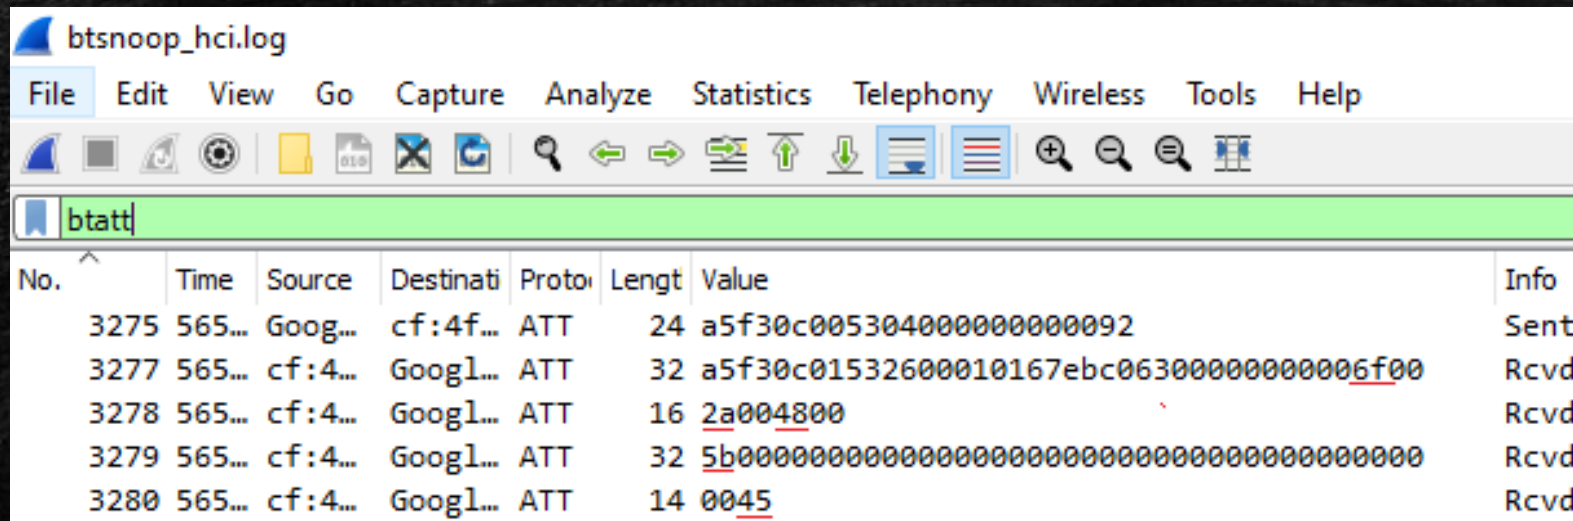 btsnoop_hci.log
File Edit View Go Capture Analyze Statistics Telephony Wireless Tools Help
btatt
No. Time Source Destinati Proto Lengt Value Info
3275 565… Goog… cf:4f… ATT 24 a5f30c005304000000000092 Sent
3277 565… cf:4… Googl… ATT 32 a5f30c01532600010167ebc06300000000006f00 Rcvd
3278 565… cf:4… Googl… ATT 16 2a004800 Rcvd
3279 565… cf:4… Googl… ATT 32 5b00000000000000000000000000000000000000 Rcvd
3280 565… cf:4… Googl… ATT 14 0045 Rcvd